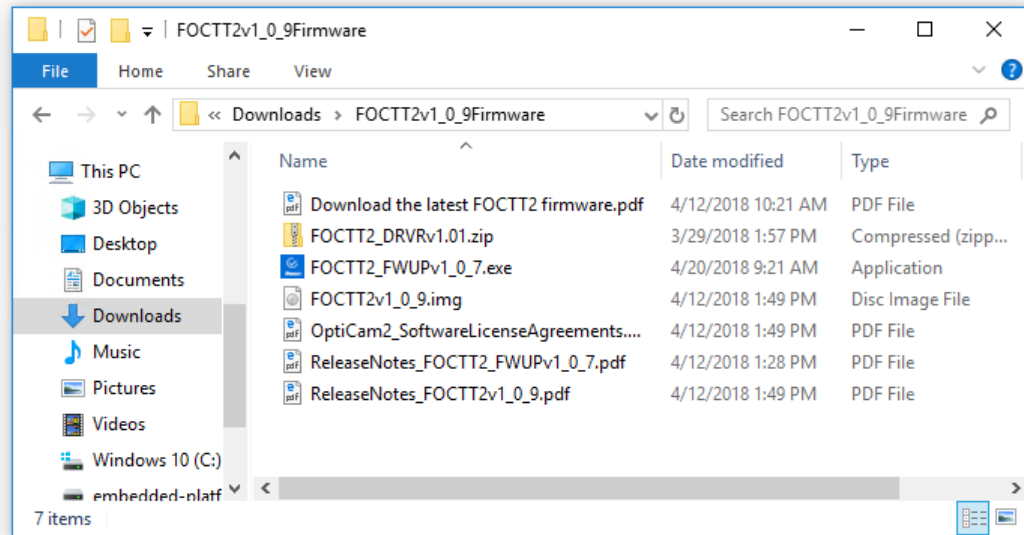 FOCTT2v1_0_9Firmware
File Home Share View
« Downloads > FOCTT2v1_0_9Firmware Search FOCTT2v1_0_9Firmware
This PC
3D Objects
Desktop
Documents
Downloads
Music
Pictures
Videos
Windows 10 (C:)
embedded-platf
Name Date modified Type
Download the latest FOCTT2 firmware.pdf 4/12/2018 10:21 AM PDF File
FOCTT2_DRVRv1.01.zip 3/29/2018 1:57 PM Compressed (zipp...
FOCTT2_FWUPv1_0_7.exe 4/20/2018 9:21 AM Application
FOCTT2v1_0_9.img 4/12/2018 1:49 PM Disc Image File
OptiCam2_SoftwareLicenseAgreements.... 4/12/2018 1:49 PM PDF File
ReleaseNotes_FOCTT2_FWUPv1_0_7.pdf 4/12/2018 1:28 PM PDF File
ReleaseNotes_FOCTT2v1_0_9.pdf 4/12/2018 1:49 PM PDF File
7 items